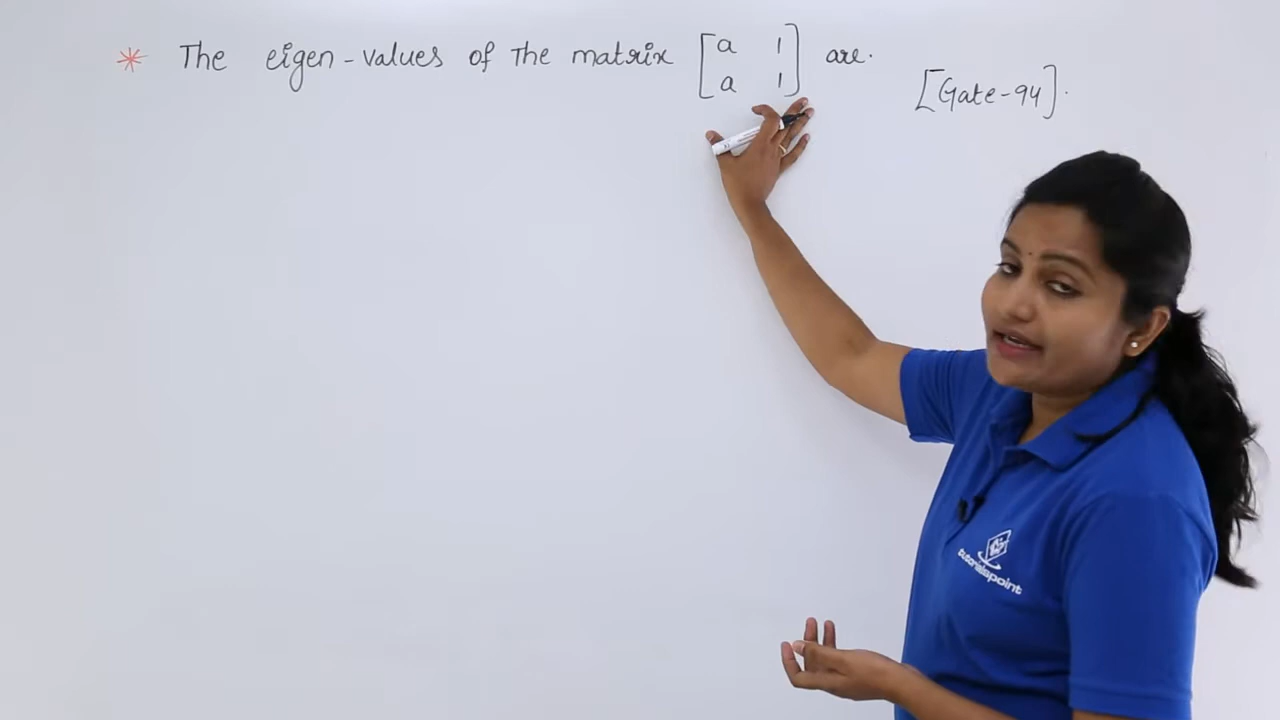 * The eigen-values of the matrix [a 1
a 1] are.
[Gate-94].
tutorialspoint